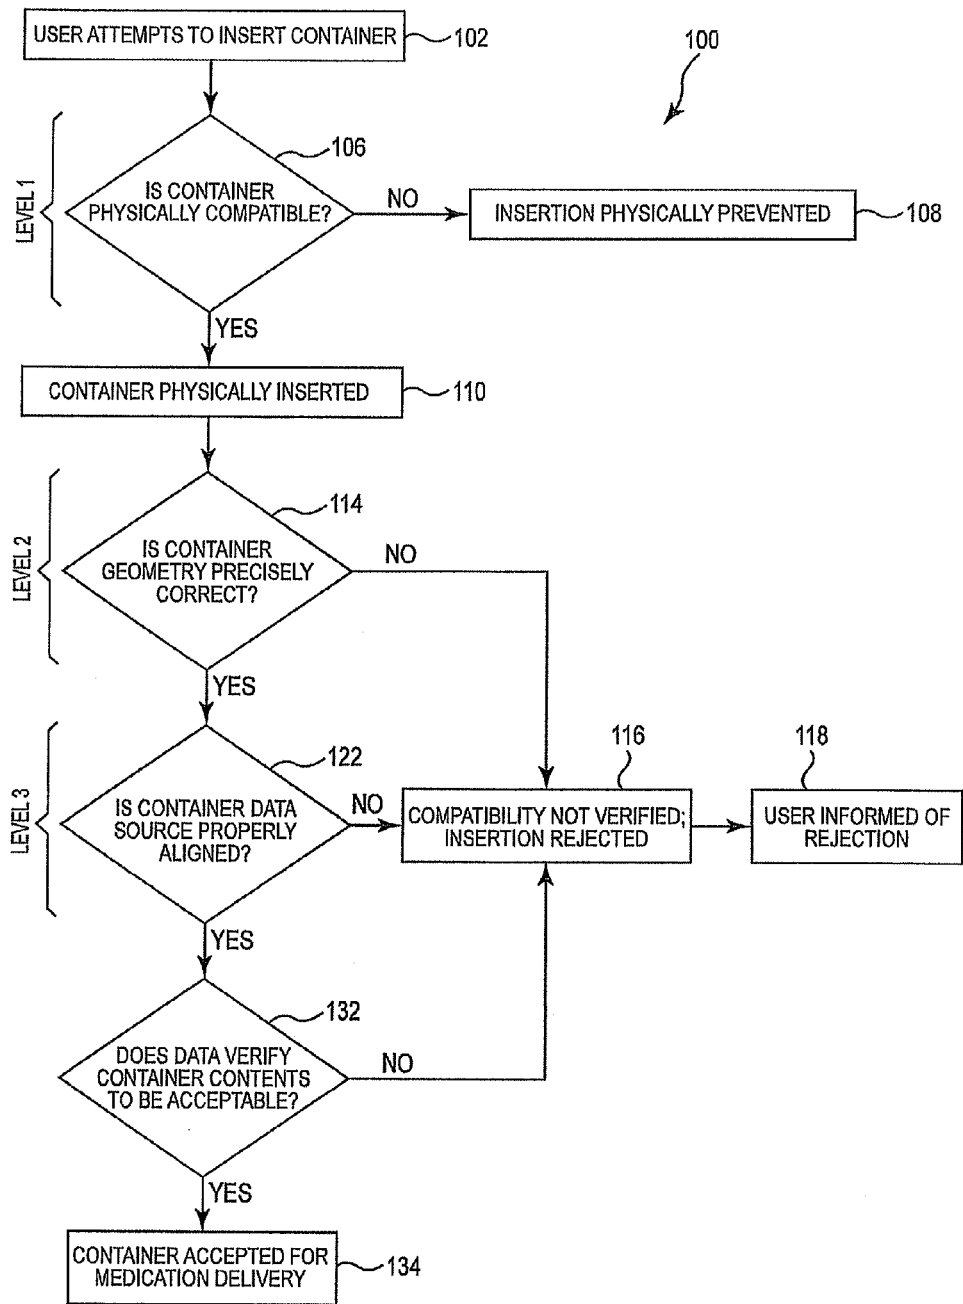 USER ATTEMPTS TO INSERT CONTAINER
102
100
LEVEL 1
106
IS CONTAINER
PHYSICALLY COMPATIBLE?
NO
INSERTION PHYSICALLY PREVENTED
108
YES
CONTAINER PHYSICALLY INSERTED
110
LEVEL 2
114
IS CONTAINER
GEOMETRY PRECISELY
CORRECT?
NO
YES
LEVEL 3
122
IS CONTAINER DATA
SOURCE PROPERLY
ALIGNED?
NO
116
COMPATIBILITY NOT VERIFIED;
INSERTION REJECTED
118
USER INFORMED OF
REJECTION
YES
132
DOES DATA VERIFY
CONTAINER CONTENTS
TO BE ACCEPTABLE?
NO
YES
CONTAINER ACCEPTED FOR
MEDICATION DELIVERY
134